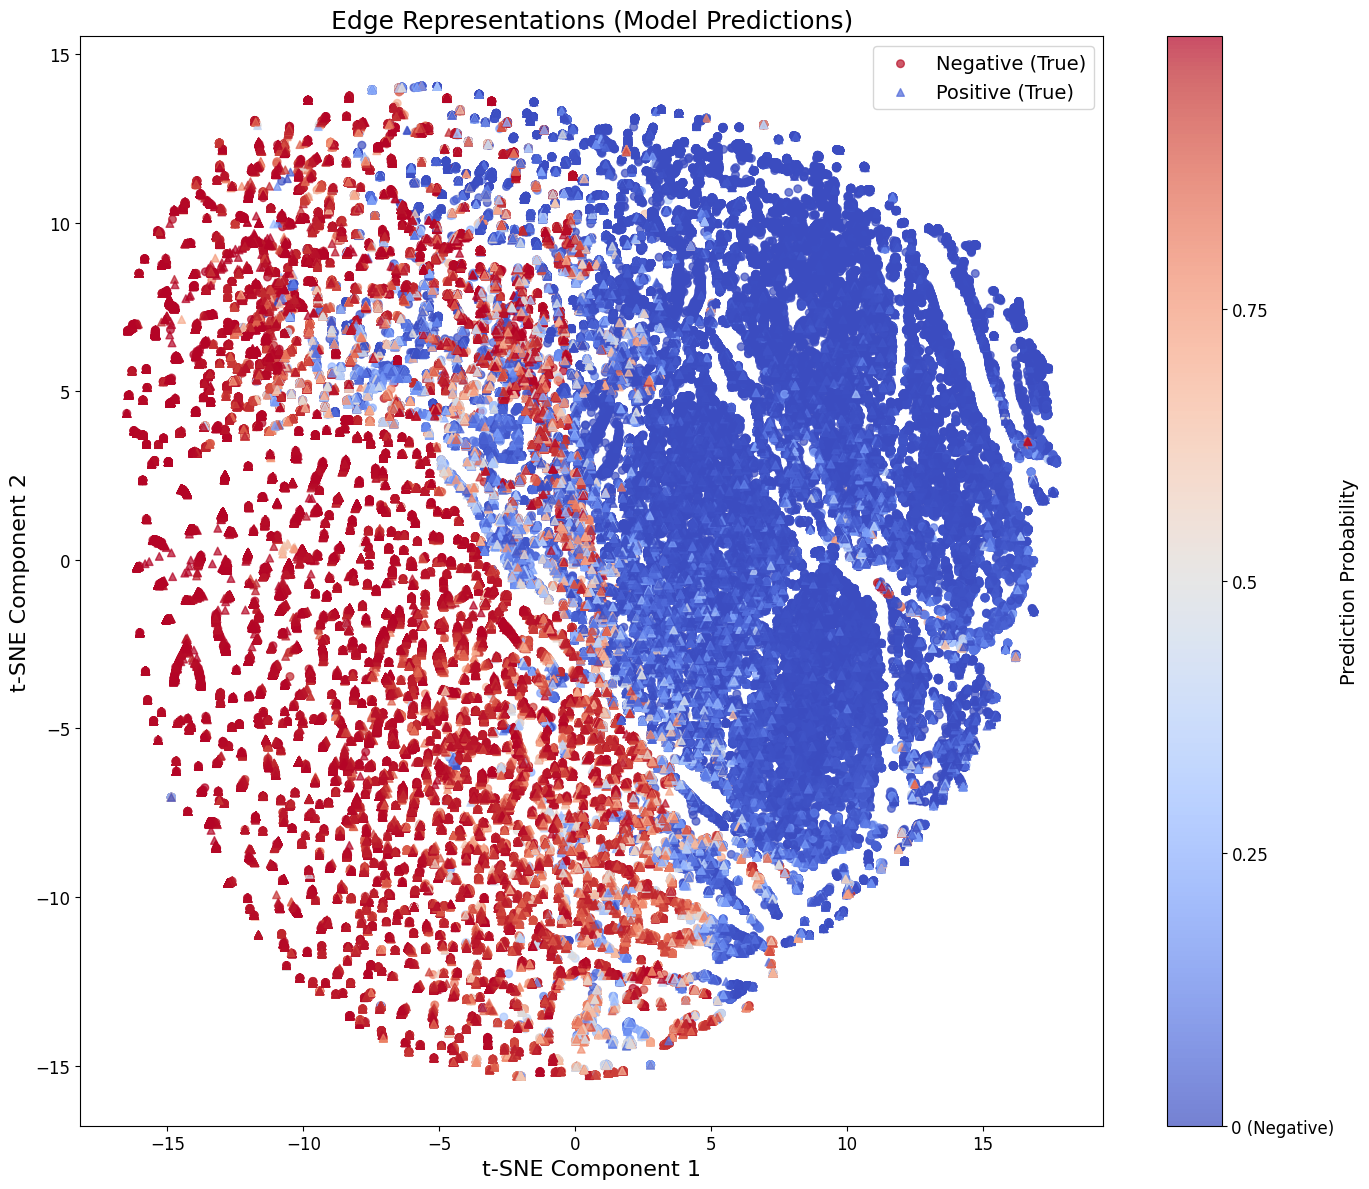 Edge Representations (Model Predictions)
Negative (True)
Positive (True)
15
10
5
0
−5
−10
−15
t-SNE Component 2
−15
−10
−5
0
5
10
15
t-SNE Component 1
0.75
0.5
0.25
0 (Negative)
Prediction Probability